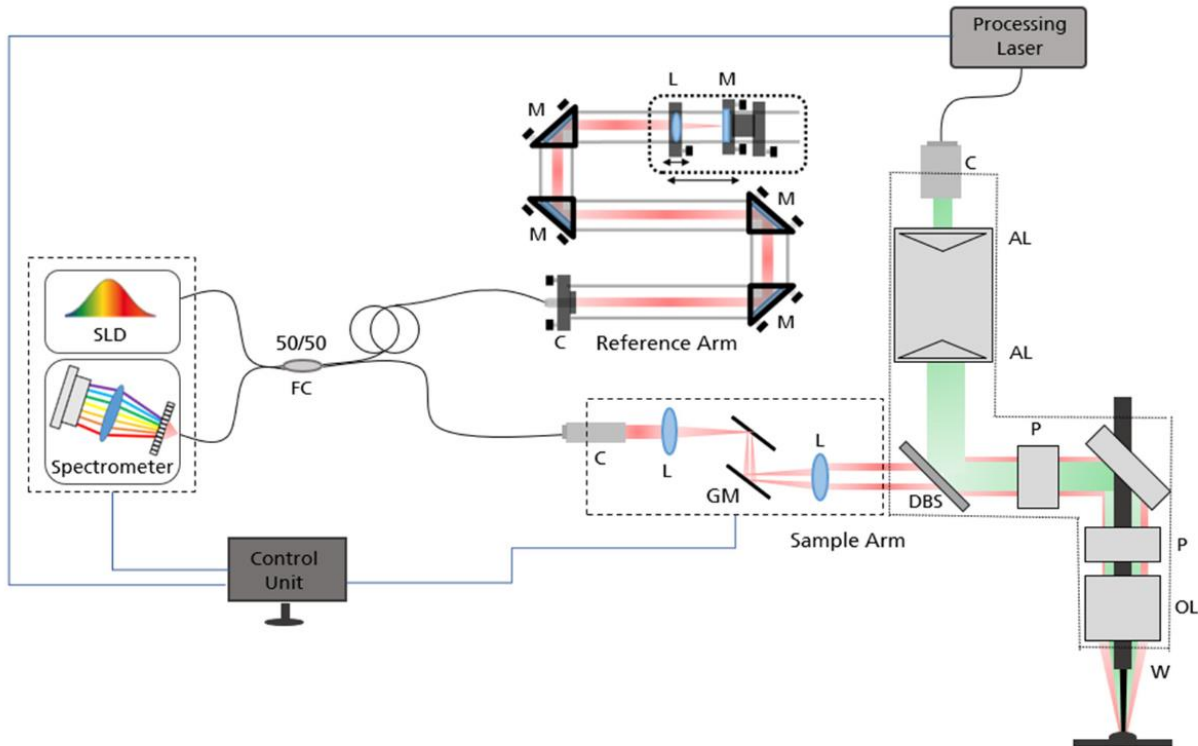 Processing
Laser
L
M
M
C
M
M
AL
SLD
50/50
FC
C
Reference Arm
M
AL
Spectrometer
C
L
GM
L
DBS
P
Sample Arm
Control
Unit
P
OL
W